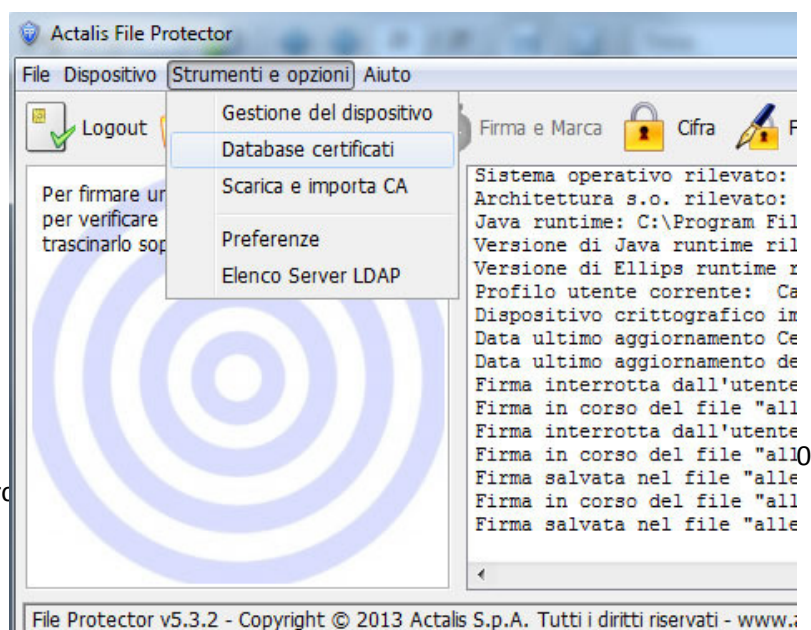 Actalis File Protector
File Dispositivo Strumenti e opzioni Aiuto
Logout
Firma e Marca
Cifra
F
Gestione del dispositivo
Database certificati
Scarica e importa CA
Preferenze
Elenco Server LDAP
Per firmare ur
per verificare
trascinarlo sop
Sistema operativo rilevato:
Architettura s.o. rilevato:
Java runtime: C:\Program Fil
Versione di Java runtime ril
Versione di Ellips runtime r
Profilo utente corrente: Ca
Dispositivo crittografico im
Data ultimo aggiornamento Ce
Data ultimo aggiornamento de
Firma interrotta dall'utente
Firma in corso del file "alle
Firma interrotta dall'utente
Firma in corso del file "all
Firma salvata nel file "alle
Firma in corso del file "all
Firma salvata nel file "alle
File Protector v5.3.2 - Copyright © 2013 Actalis S.p.A. Tutti i diritti riservati - www.a